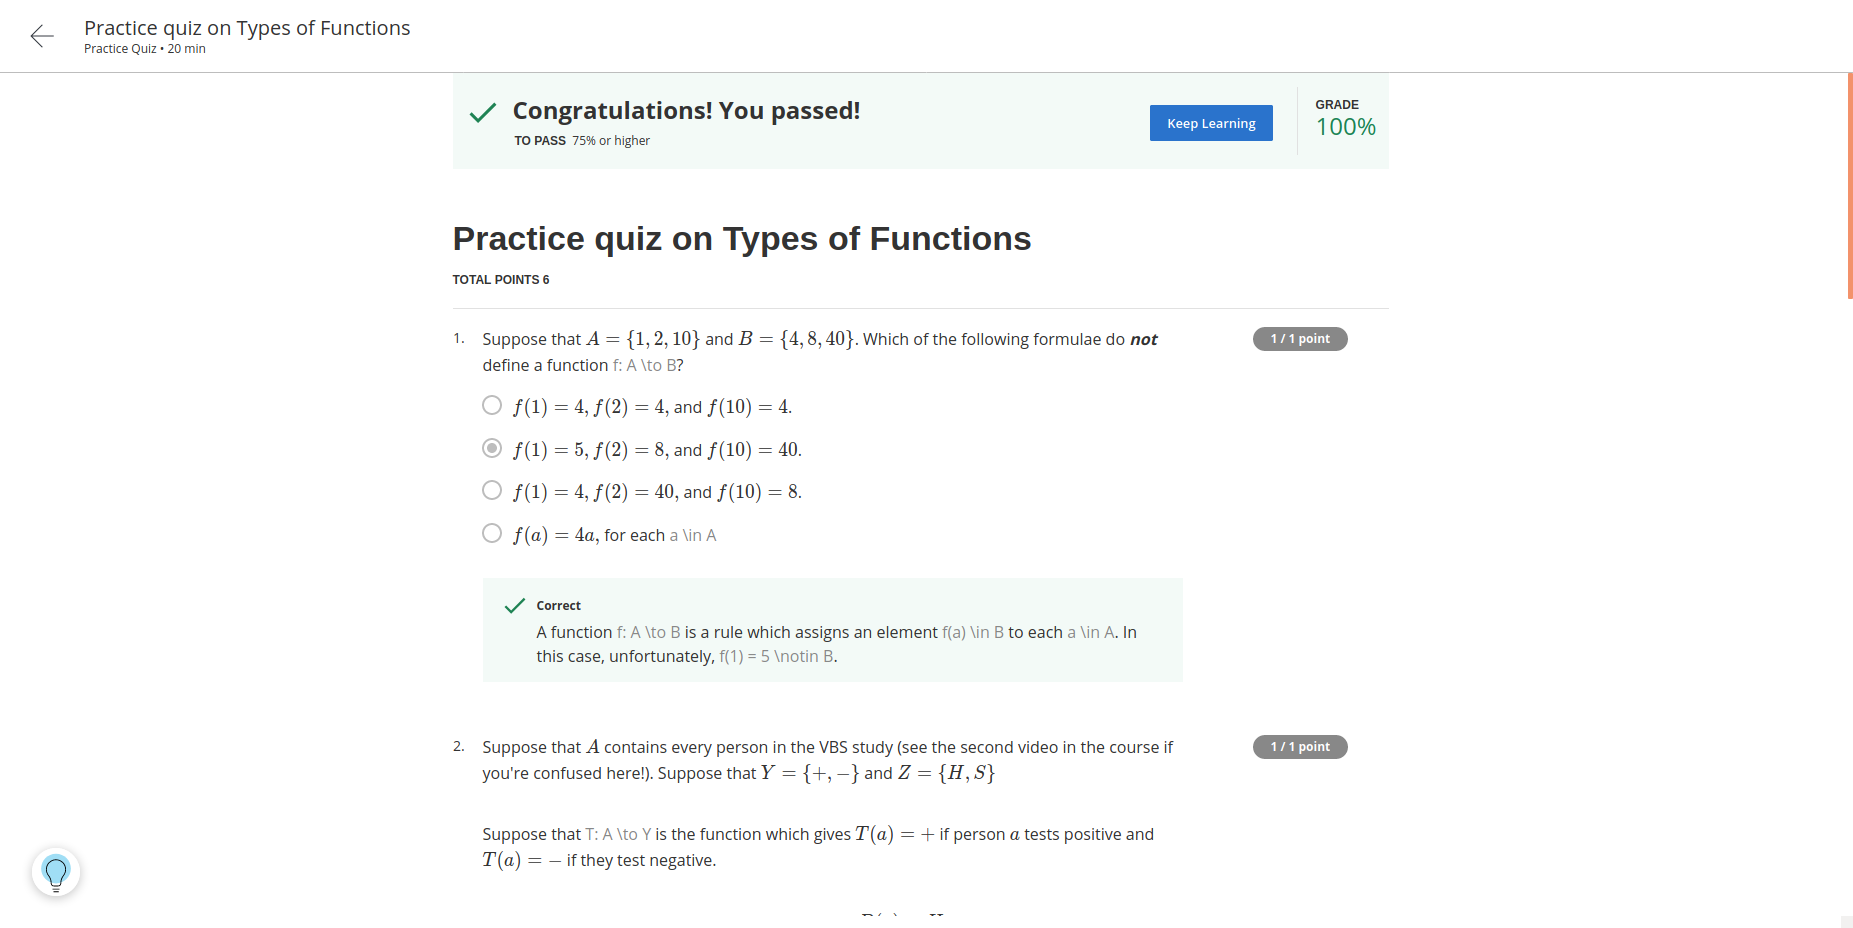 Practice quiz on Types of Functions
Practice Quiz • 20 min
Congratulations! You passed!
TO PASS 75% or higher
Keep Learning
GRADE
100%
Practice quiz on Types of Functions
TOTAL POINTS 6
1. Suppose that A = {1, 2, 10} and B = {4, 8, 40}. Which of the following formulae do not
define a function f: A \to B?
1 / 1 point
f(1) = 4, f(2) = 4, and f(10) = 4.
f(1) = 5, f(2) = 8, and f(10) = 40.
f(1) = 4, f(2) = 40, and f(10) = 8.
f(a) = 4a, for each a \in A
Correct
A function f: A \to B is a rule which assigns an element f(a) \in B to each a \in A. In
this case, unfortunately, f(1) = 5 \notin B.
2. Suppose that A contains every person in the VBS study (see the second video in the course if
you're confused here!). Suppose that Y = {+, −} and Z = {H, S}
1 / 1 point
Suppose that T: A \to Y is the function which gives T(a) = + if person a tests positive and
T(a) = − if they test negative.